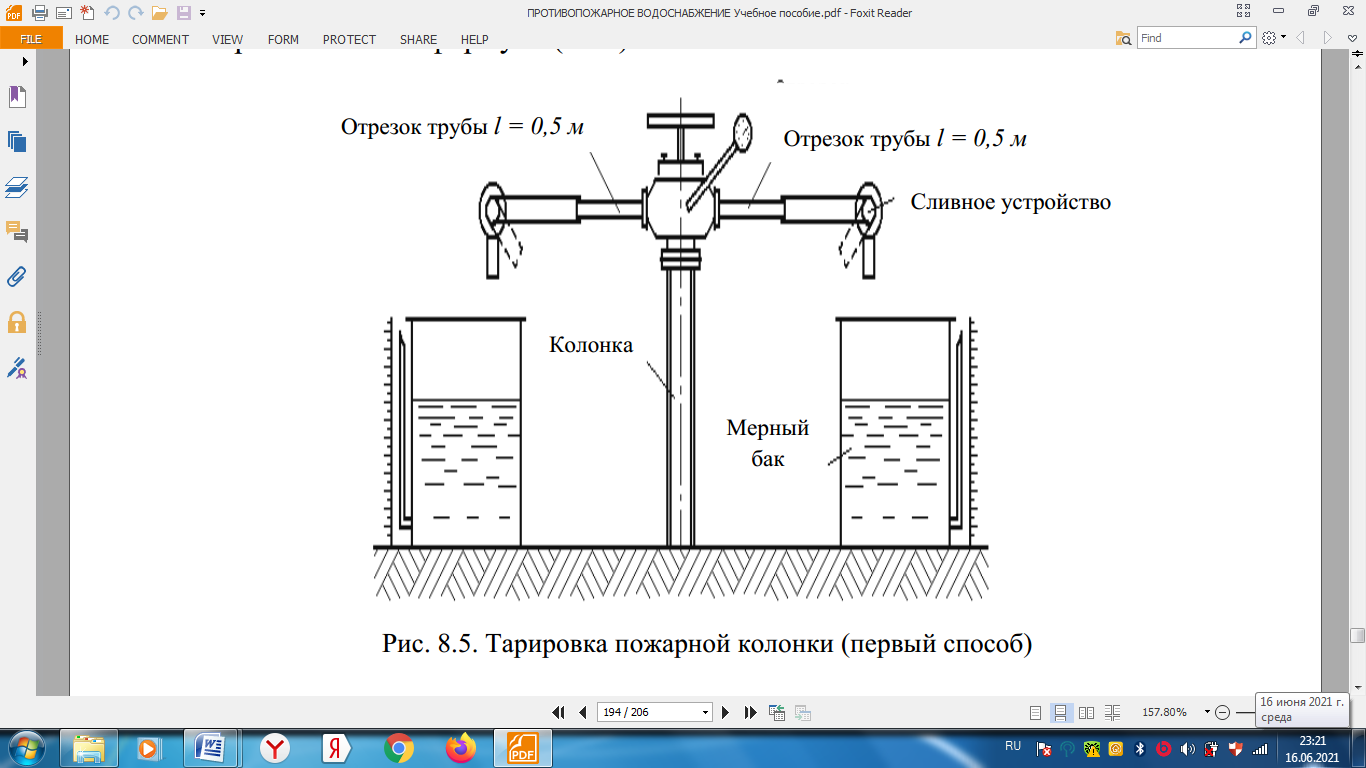 ПРОТИВОПОЖАРНОЕ ВОДОСНАБЖЕНИЕ Учебное пособие.pdf - Foxit Reader
FILE HOME COMMENT VIEW FORM PROTECT SHARE HELP
Find
Отрезок трубы l = 0,5 м
Отрезок трубы l = 0,5 м
Сливное устройство
Колонка
Мерный
бак
Рис. 8.5. Тарировка пожарной колонки (первый способ)
194 / 206
157.80%
16 июня 2021 г.
среда
PDF
RU
23:21
16.06.2021